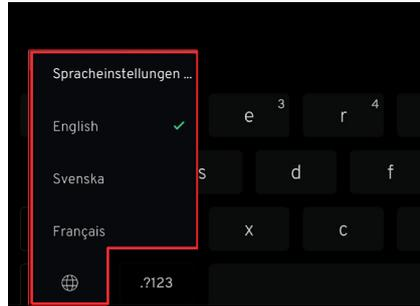 Spracheinstellungen ...
English
Svenska
Français
e 3 r 4
s d f
x c
.?123